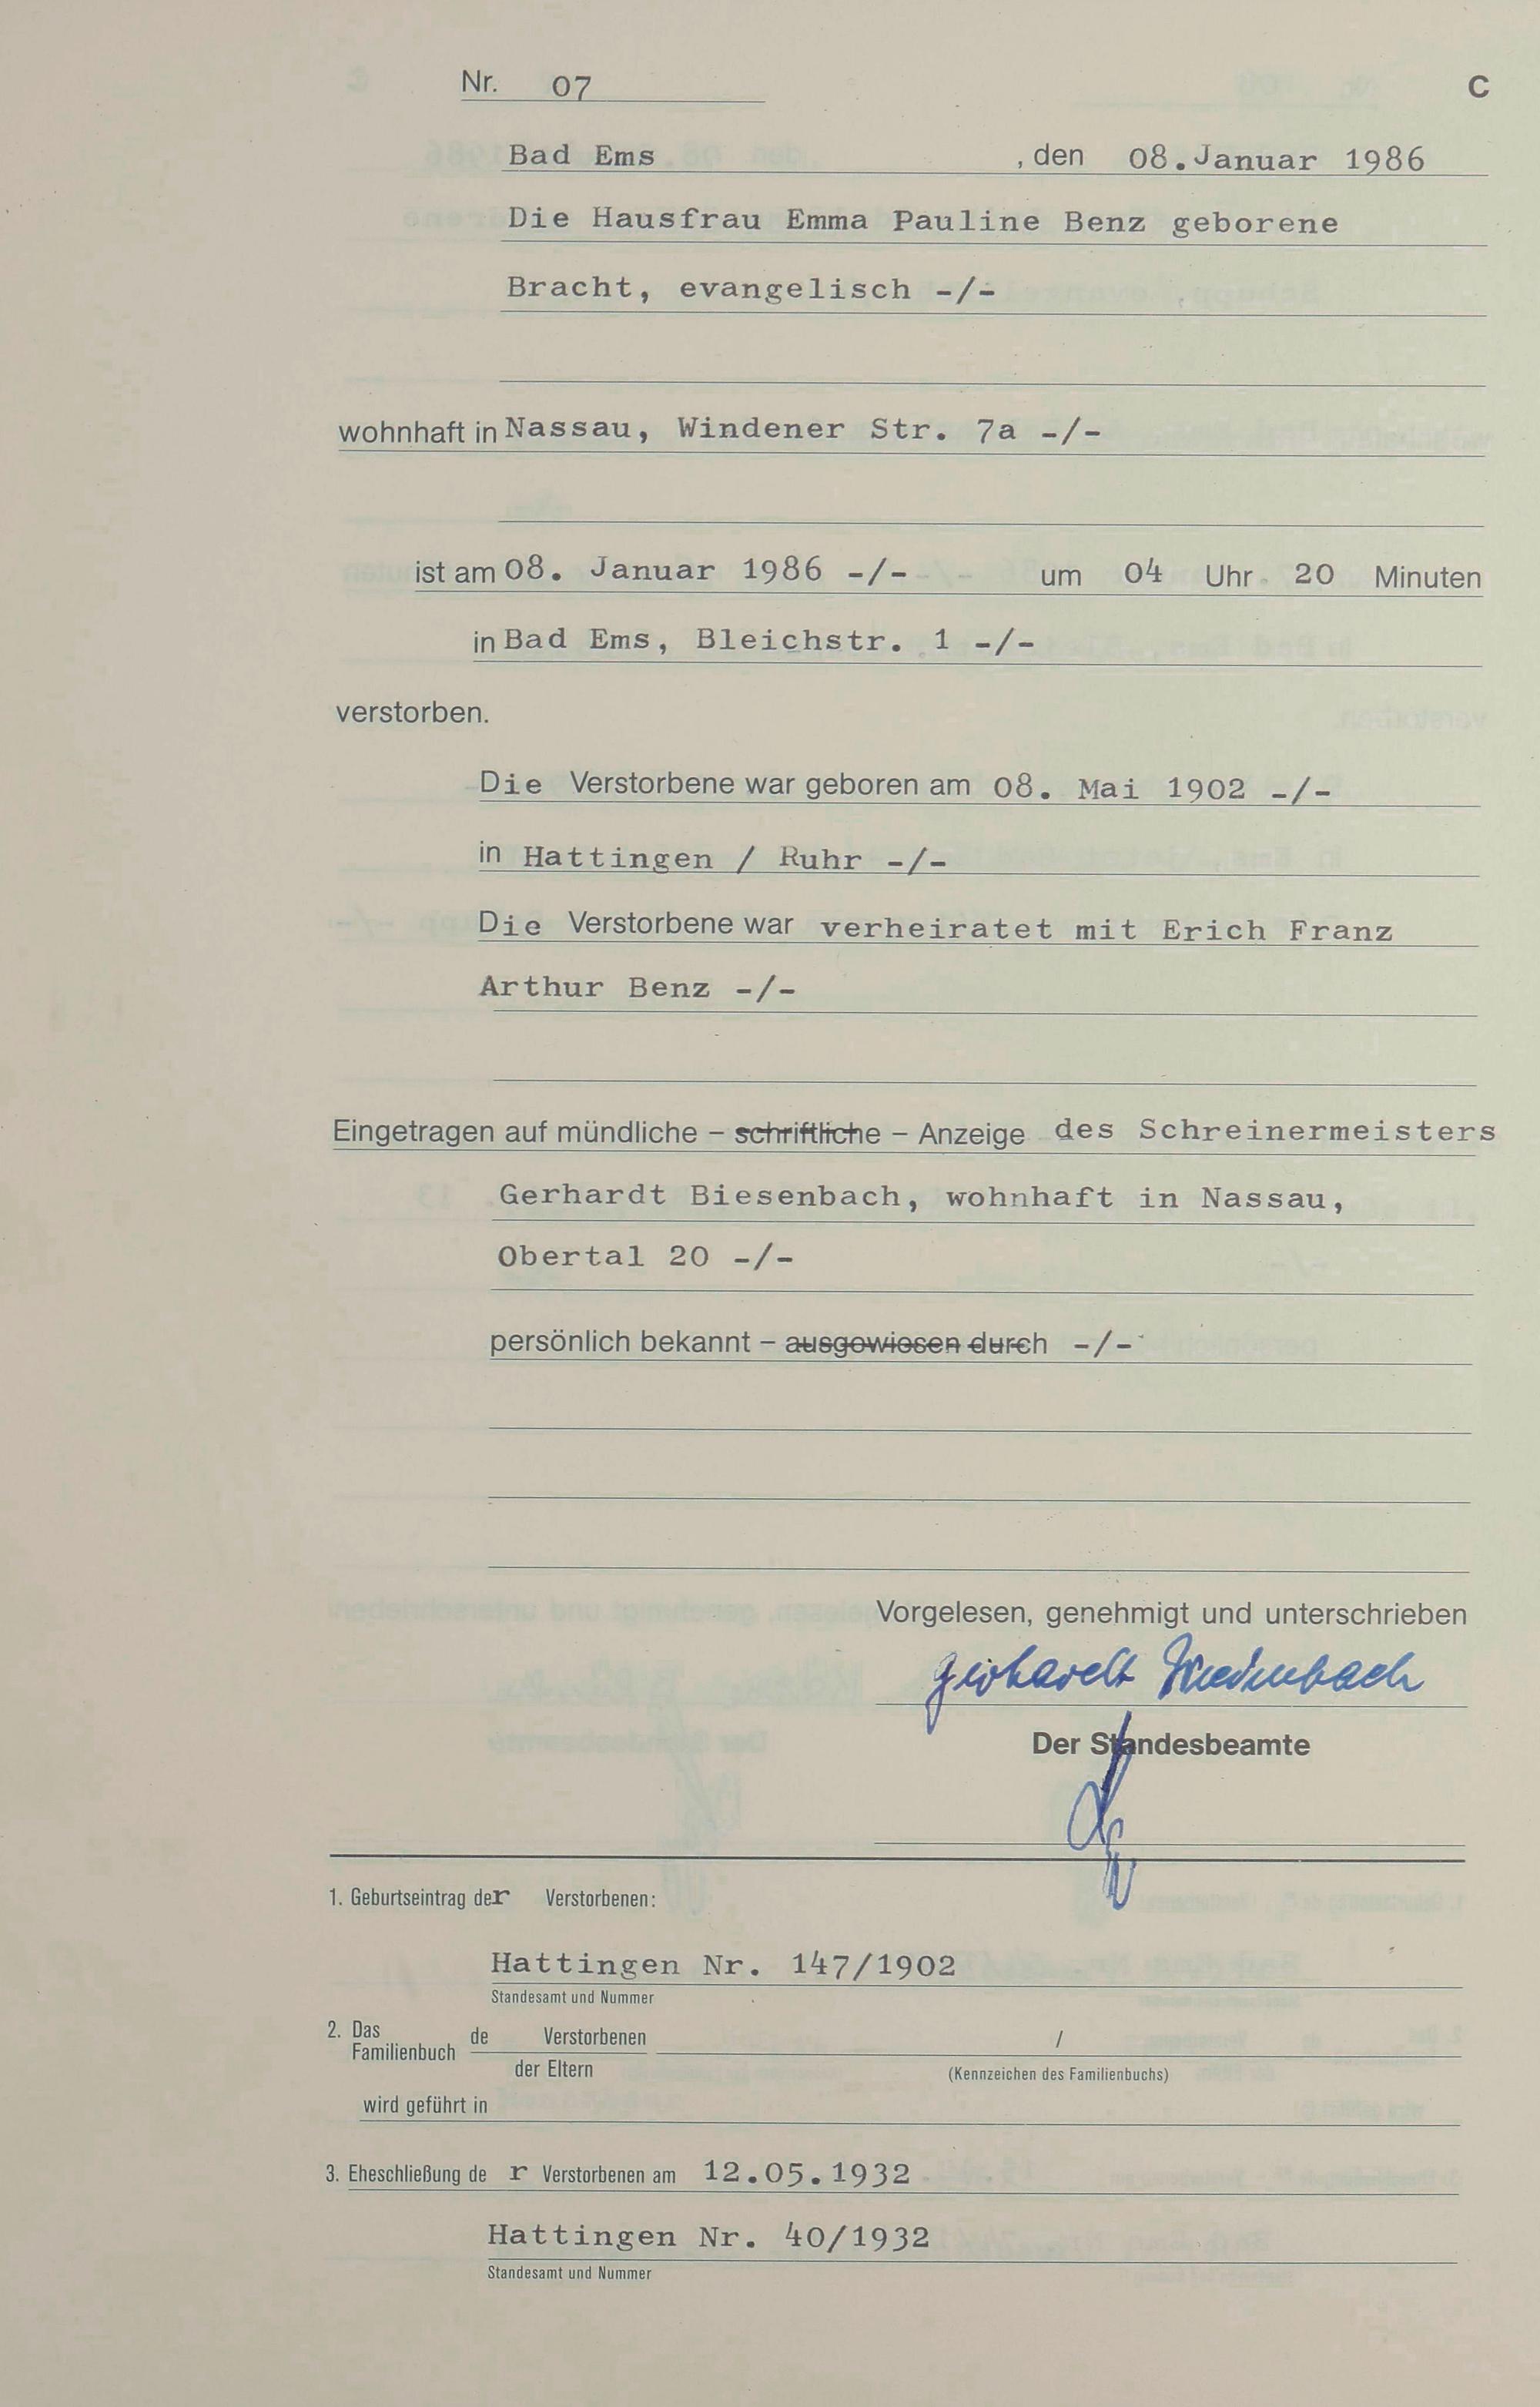 Nr. 07
C
Bad Ems , den 08.Januar 1986
Die Hausfrau Emma Pauline Benz geborene
Bracht, evangelisch -/-
wohnhaft in Nassau, Windener Str. 7a -/-
ist am 08. Januar 1986 -/- um 04 Uhr 20 Minuten
in Bad Ems, Bleichstr. 1 -/-
verstorben.
Die Verstorbene war geboren am 08. Mai 1902 -/-
in Hattingen / Ruhr -/-
Die Verstorbene war verheiratet mit Erich Franz
Arthur Benz -/-
Eingetragen auf mündliche – schriftliche – Anzeige des Schreinermeisters
Gerhardt Biesenbach, wohnhaft in Nassau,
Obertal 20 -/-
persönlich bekannt – ausgewiesen durch -/-
Vorgelesen, genehmigt und unterschrieben
Gerhardt Biesenbach
Der Standesbeamte
1. Geburtseintrag der Verstorbenen:
Hattingen Nr. 147/1902
Standesamt und Nummer
2. Das Familienbuch de Verstorbenen /
der Eltern (Kennzeichen des Familienbuchs)
wird geführt in
3. Eheschließung de r Verstorbenen am 12.05.1932
Hattingen Nr. 40/1932
Standesamt und Nummer